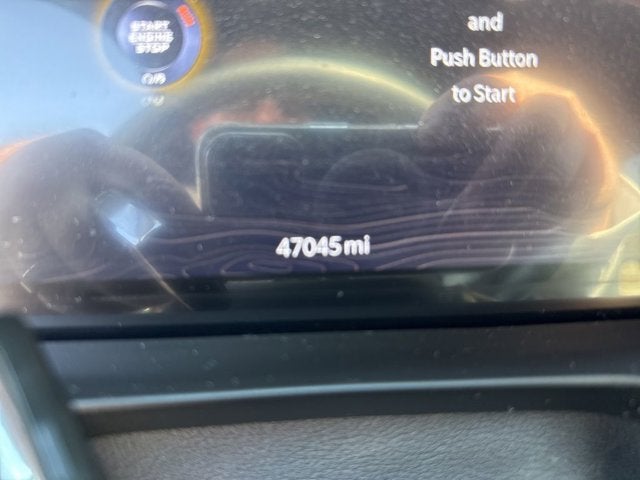 START
ENGINE
STOP
and
Push Button
to Start
47045 mi